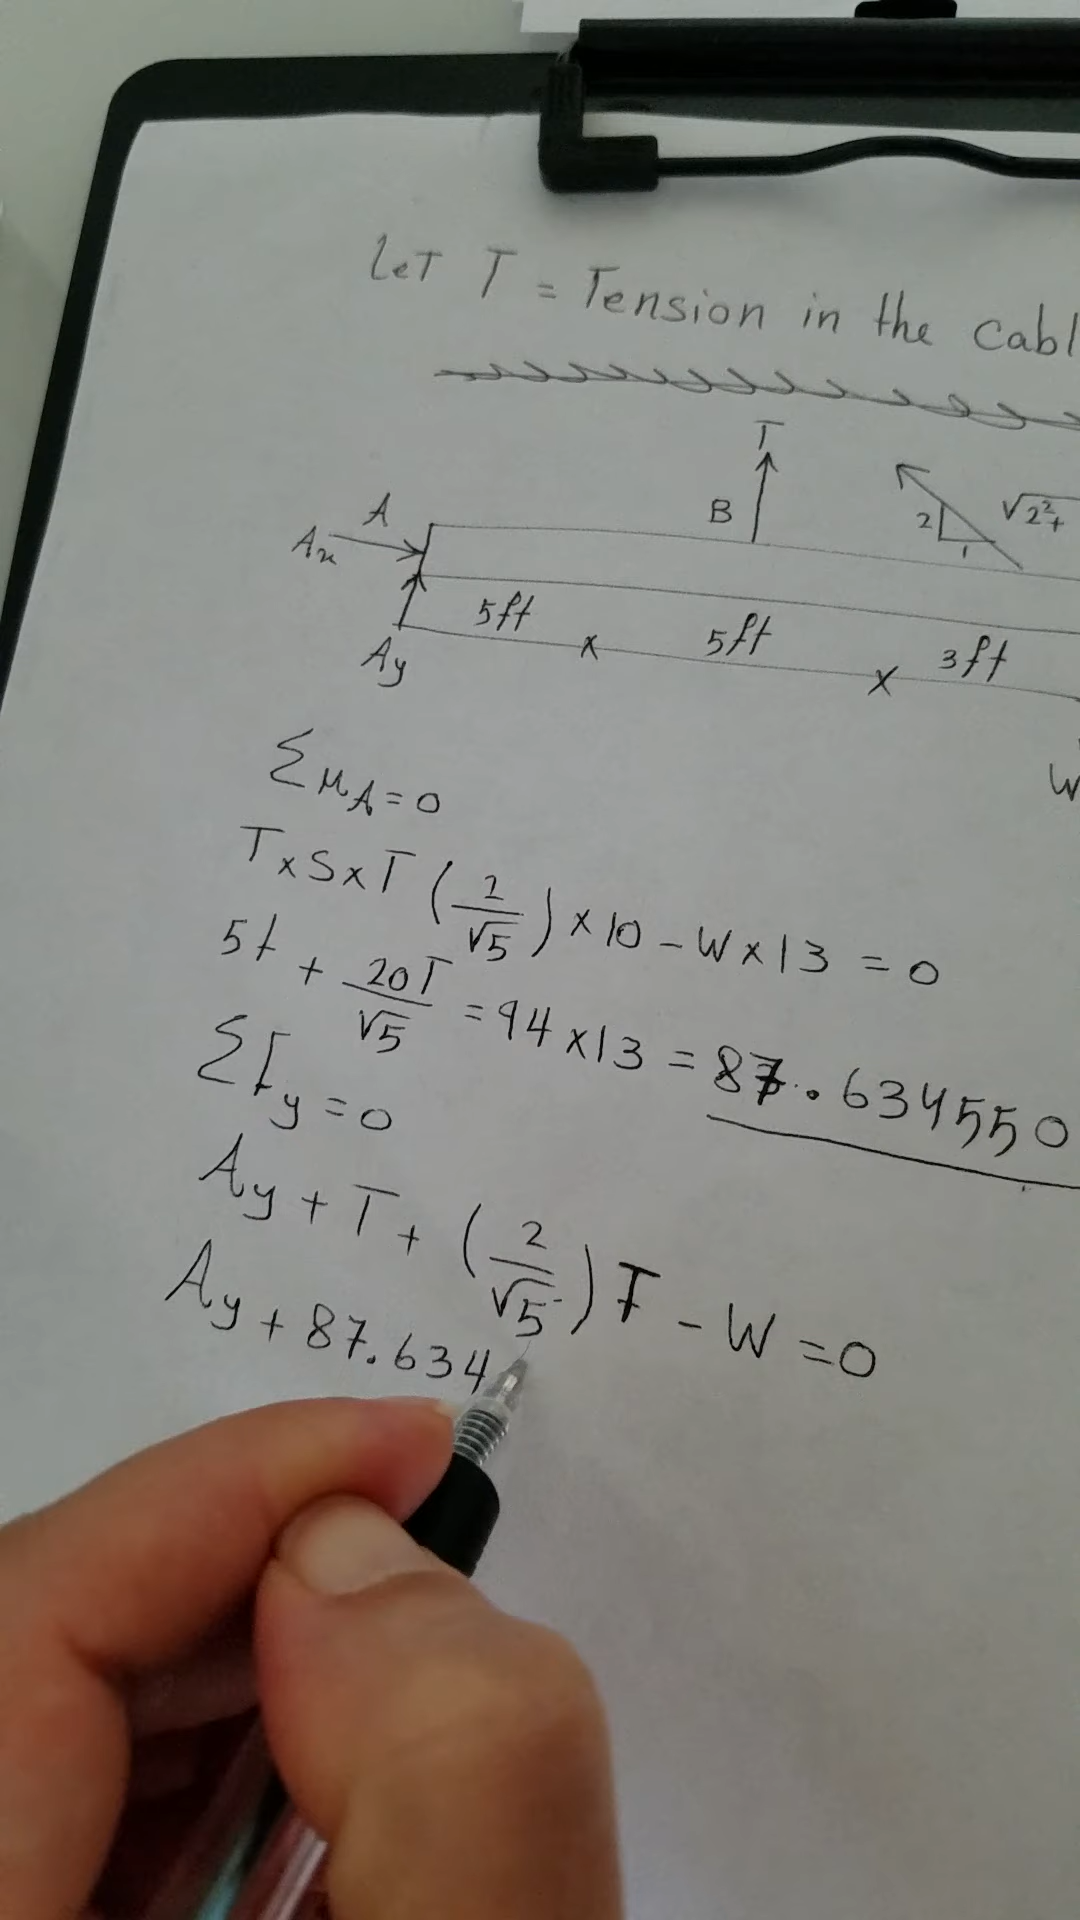 Let T = Tension in the cabl
T
A
B
2
1
√2²+
Ax
5ft
5ft
3ft
Ay
W
ΣMA=0
TxSxT (2/√5) × 10 - W × 13 = 0
5t + 20T/√5 = 94 × 13 = 87.634550
ΣFy=0
Ay + T + (2/√5) T - W = 0
Ay + 87.634